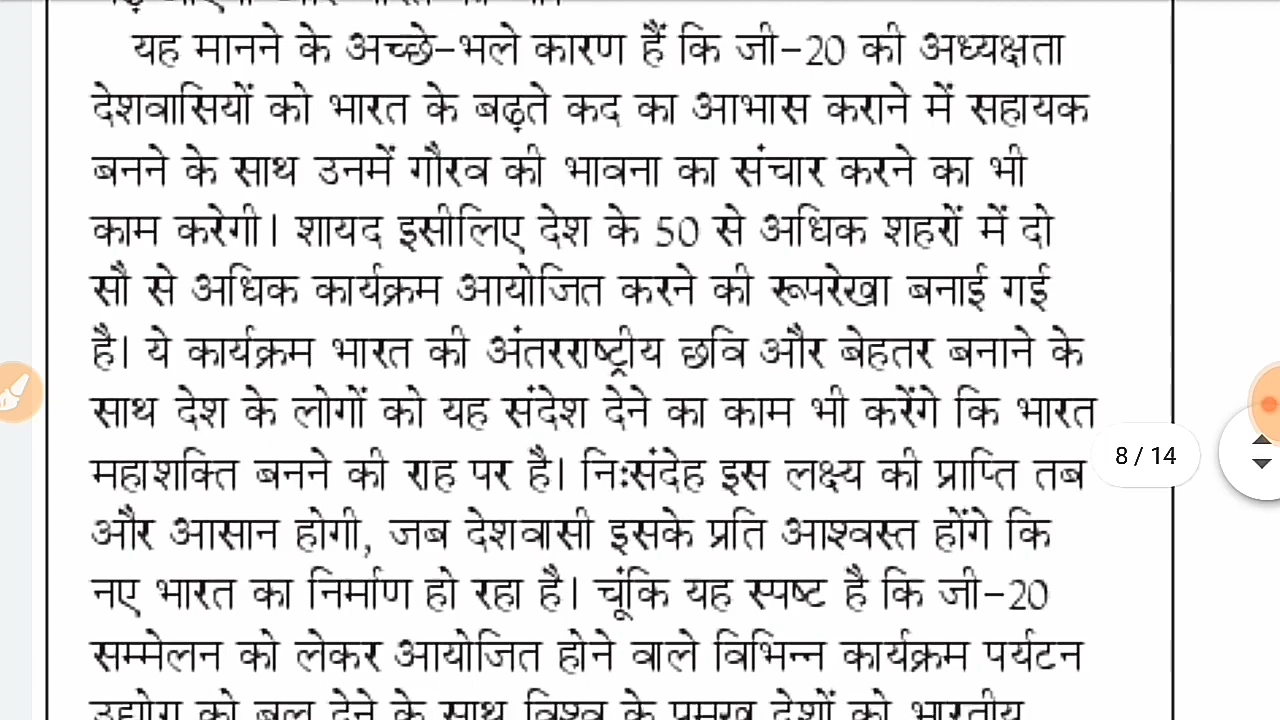 यह मानने के अच्छे-भले कारण हैं कि जी-20 की अध्यक्षता
देशवासियों को भारत के बढ़ते कद का आभास कराने में सहायक
बनने के साथ उनमें गौरव की भावना का संचार करने का भी
काम करेगी। शायद इसीलिए देश के 50 से अधिक शहरों में दो
सौ से अधिक कार्यक्रम आयोजित करने की रूपरेखा बनाई गई
है। ये कार्यक्रम भारत की अंतरराष्ट्रीय छवि और बेहतर बनाने के
साथ देश के लोगों को यह संदेश देने का काम भी करेंगे कि भारत
महाशक्ति बनने की राह पर है। निःसंदेह इस लक्ष्य की प्राप्ति तब
8 / 14
और आसान होगी, जब देशवासी इसके प्रति आश्वस्त होंगे कि
नए भारत का निर्माण हो रहा है। चूंकि यह स्पष्ट है कि जी-20
सम्मेलन को लेकर आयोजित होने वाले विभिन्न कार्यक्रम पर्यटन
उद्योग को बल देने के साथ विश्व के प्रमुख देशों को भारतीय